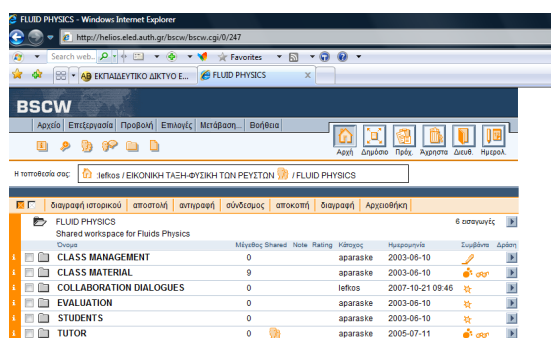 FLUID PHYSICS - Windows Internet Explorer
http://helios.eled.auth.gr/bscw/bscw.cgi/0/247
Search web... Favorites
ΕΚΠΑΙΔΕΥΤΙΚΟ ΔΙΚΤΥΟ Ε... FLUID PHYSICS X
BSCW
Αρχείο Επεξεργασία Προβολή Επιλογές Μετάβαση... Βοήθεια
Αρχή Δημόσιο Πρόχ. Άχρηστα Διευθ. Ημερολ.
Η τοποθεσία σας: :lefkos / ΕΙΚΟΝΙΚΗ ΤΑΞΗ-ΦΥΣΙΚΗ ΤΩΝ ΡΕΥΣΤΩΝ / FLUID PHYSICS
διαγραφή ιστορικού αποστολή αντιγραφή σύνδεσμος αποκοπή διαγραφή Αρχειοθήκη
FLUID PHYSICS 6 εισαγωγές
Shared workspace for Fluids Physics
Όνομα Μέγεθος Shared Note Rating Κάτοχος Ημερομηνία Συμβάντα Δράση
CLASS MANAGEMENT 0 aparaske 2003-06-10
CLASS MATERIAL 9 aparaske 2003-06-10
COLLABORATION DIALOGUES 0 lefkos 2007-10-21 09:46
EVALUATION 0 aparaske 2003-06-10
STUDENTS 0 aparaske 2003-06-10
TUTOR 0 aparaske 2005-07-11